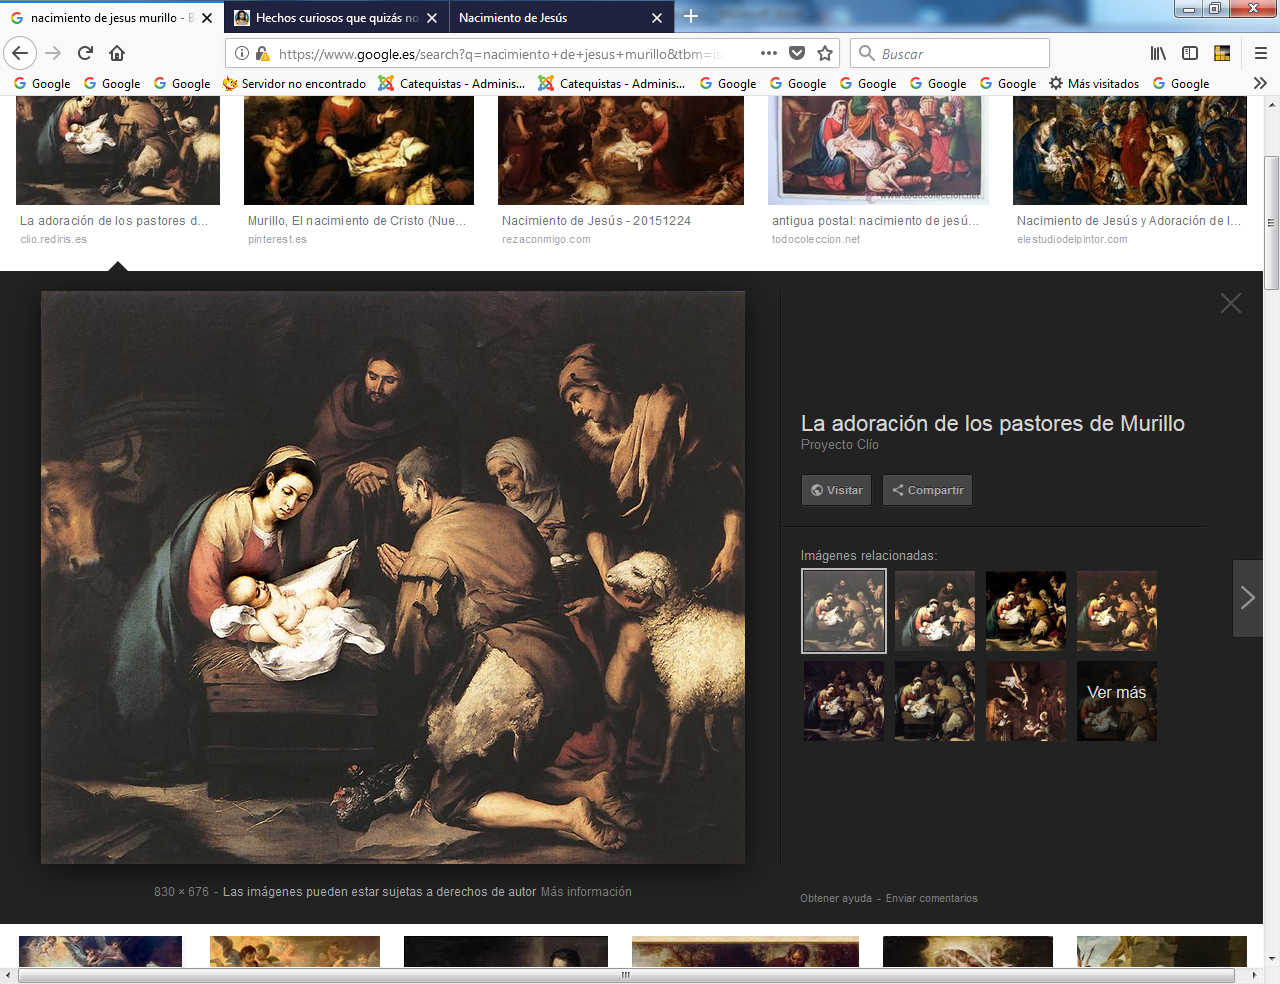 nacimiento de jesus murillo - B
Hechos curiosos que quizás no
Nacimiento de Jesús
https://www.google.es/search?q=nacimiento+de+jesus+murillo&tbm=is
Buscar
Google
Google
Google
Servidor no encontrado
Catequistas - Adminis...
Catequistas - Adminis...
Google
Google
Google
Google
Google
Más visitados
Google
www.todocoleccion.net
La adoración de los pastores d...
clio.rediris.es
Murillo, El nacimiento de Cristo (Nue...
pinterest.es
Nacimiento de Jesús - 20151224
rezaconmigo.com
antigua postal: nacimiento de jesú...
todocoleccion.net
Nacimiento de Jesús y Adoración de l...
elestudiodelpintor.com
La adoración de los pastores de Murillo
Proyecto Clío
Visitar
Compartir
Imágenes relacionadas:
Ver más
830 × 676 - Las imágenes pueden estar sujetas a derechos de autor Más información
Obtener ayuda - Enviar comentarios